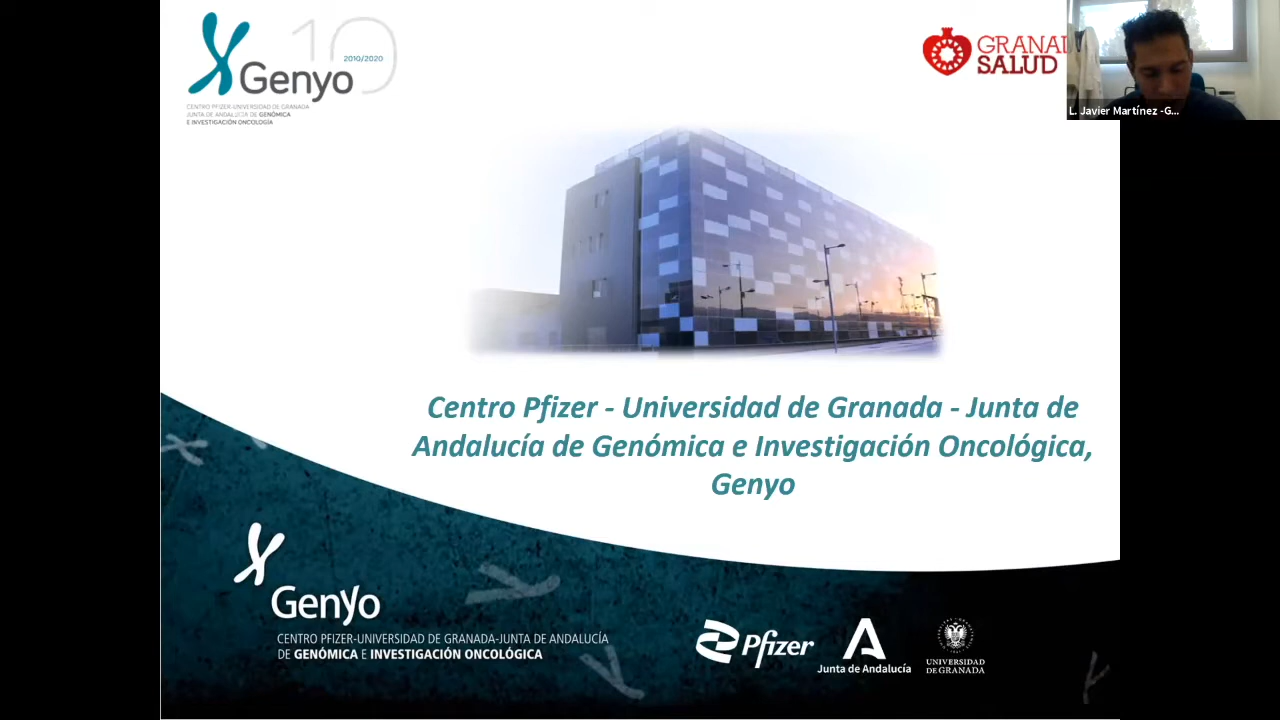 10
2010/2020
Genyo
CENTRO PFIZER-UNIVERSIDAD DE GRANADA
JUNTA DE ANDALUCÍA DE GENÓMICA
E INVESTIGACIÓN ONCOLOGÍA
GRANAD
SALUD
L. Javier Martínez -G...
Centro Pfizer - Universidad de Granada - Junta de
Andalucía de Genómica e Investigación Oncológica,
Genyo
Genyo
CENTRO PFIZER-UNIVERSIDAD DE GRANADA-JUNTA DE ANDALUCÍA
DE GENÓMICA E INVESTIGACIÓN ONCOLÓGICA
Pfizer
Junta de Andalucía
UNIVERSIDAD
DE GRANADA